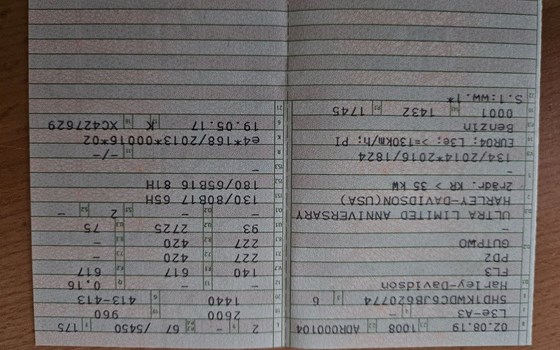 02.08.19 1008 ADR000104
L3e-A3 -
5HD1KWDC6JB620774 6
Harley-Davidson
FL3
PD2
GUTPWO
-
ULTRA LIMITED ANNIVERSARY
HARLEY-DAVIDSON(USA)
2rädr. KR > 35 KW
-
134/2014*2016/1824
EURO4; L3e; >=130km/h; PI
Benzin
0001 1432 1745
S.1:WW.1*
2 - 67 /5450 175
2600 960
1440 413-413
- - 0.16
140 617 617
227 420 -
227 420 -
93 2725 75
- - 2 -
130/80B17 65H
180/65B16 81H
-
-/-
e4*168/2013*00016*02
19.05.17 K XC427629